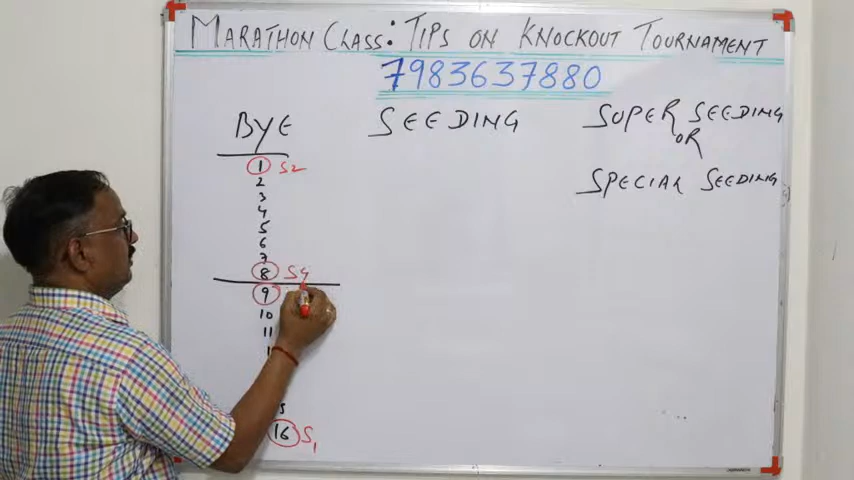 MARATHON CLASS: TIPS ON KNOCKOUT TOURNAMENT
7983637880
BYE
SEEDING
SUPER SEEDING
OR
SPECIAL SEEDING
1 S2
2
3
4
5
6
7
8 S4
9
10
11
16 S1